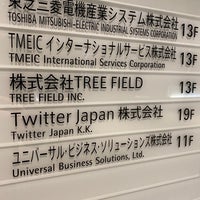 東芝三菱電機産業システム株式会社
TOSHIBA MITSUBISHI-ELECTRIC INDUSTRIAL SYSTEMS CORPORATION 13F
TMEIC インターナショナルサービス株式会社
TMEIC International Services Corporation 13F
株式会社TREE FIELD
TREE FIELD INC. 13F
Twitter Japan 株式会社
Twitter Japan K.K. 19F
ユニバーサル・ビジネス・ソリューションズ株式会社
Universal Business Solutions, Ltd. 11F